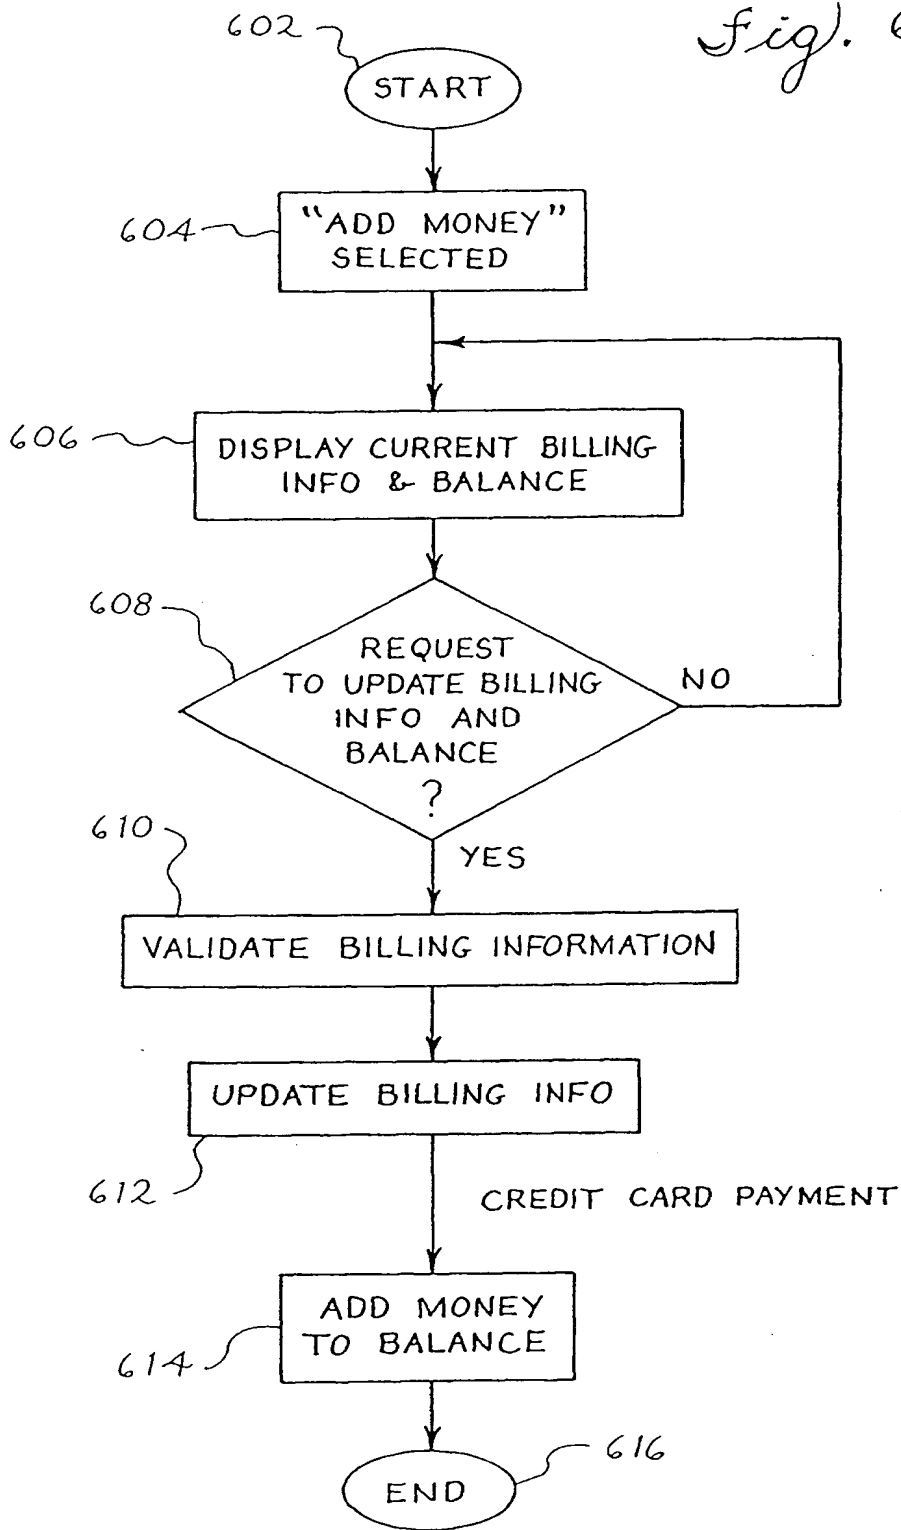 Fig. 6
602
START
604
"ADD MONEY"
SELECTED
606
DISPLAY CURRENT BILLING
INFO & BALANCE
608
REQUEST
TO UPDATE BILLING
INFO AND
BALANCE
?
NO
610
YES
VALIDATE BILLING INFORMATION
UPDATE BILLING INFO
612
CREDIT CARD PAYMENT
ADD MONEY
TO BALANCE
614
616
END